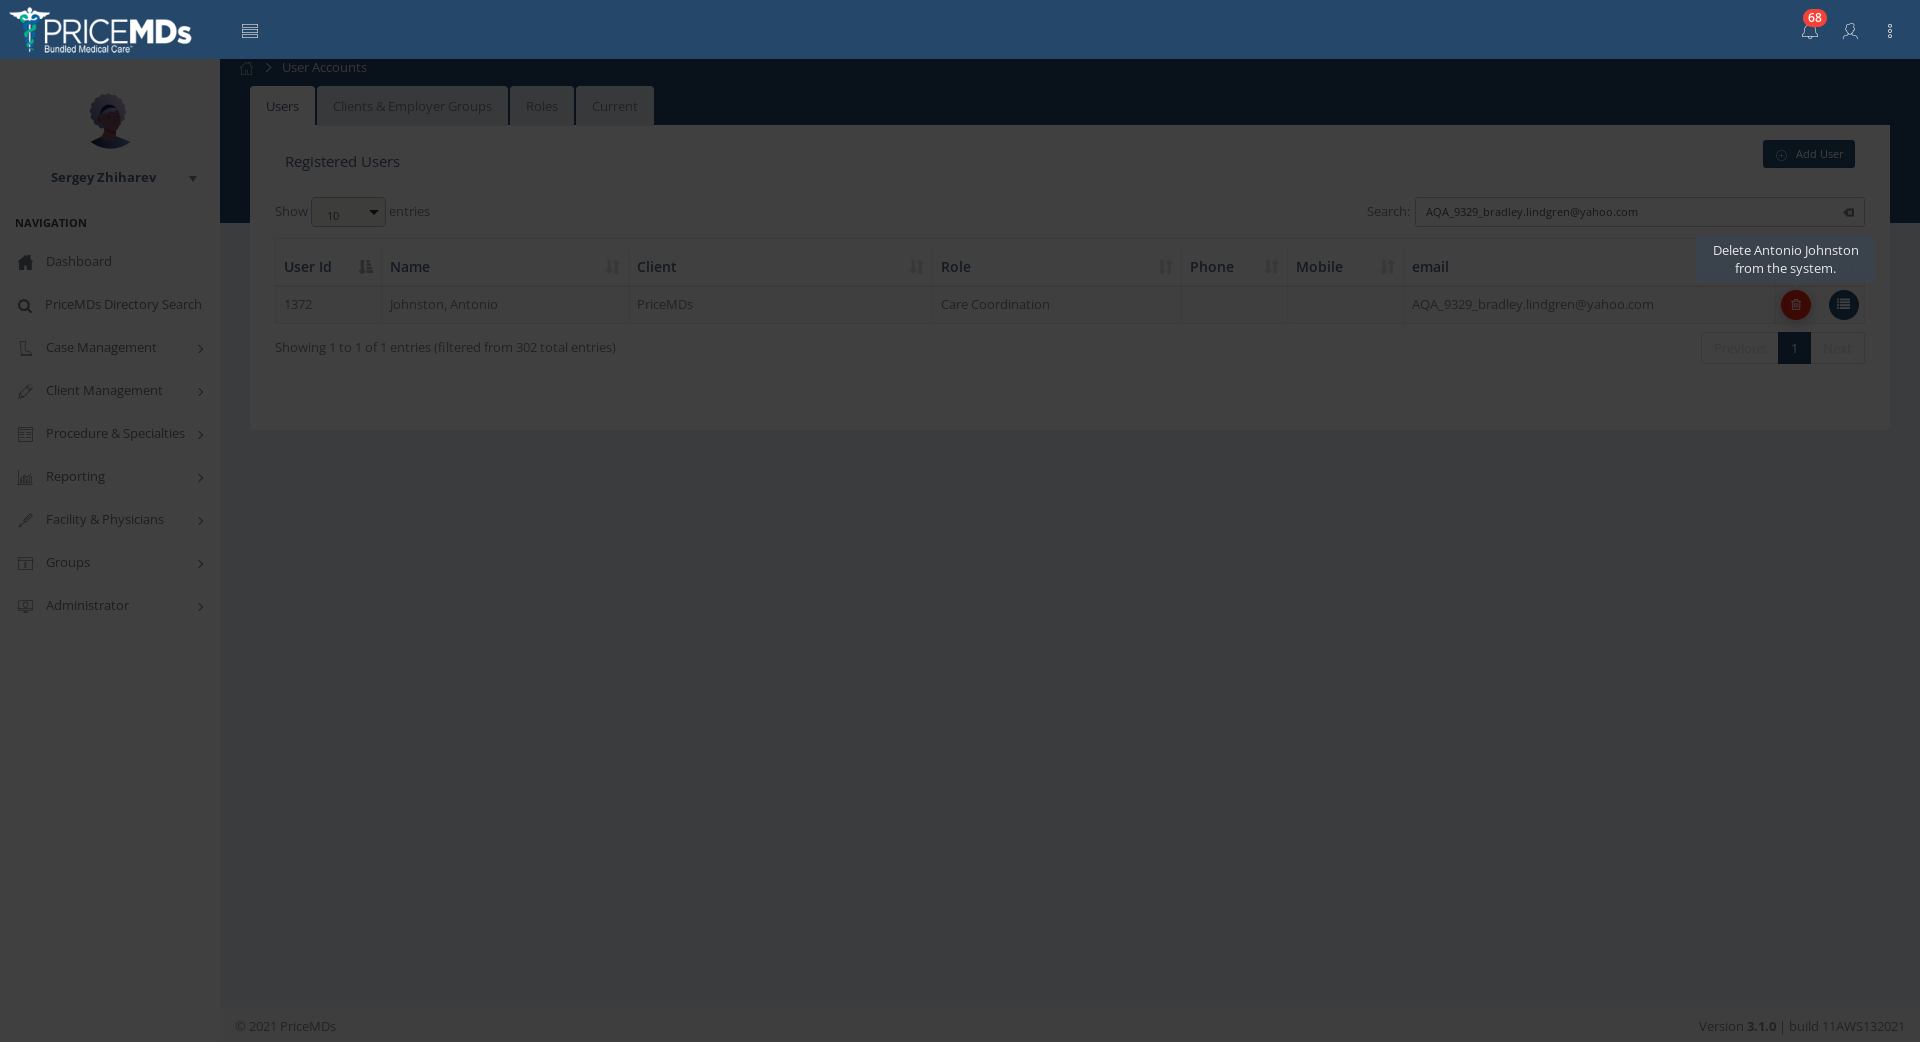 PRICEMDs
Bundled Medical Care
68
User Accounts
Users
Clients & Employer Groups
Roles
Current
Sergey Zhiharev
NAVIGATION
Dashboard
PriceMDs Directory Search
Case Management
Client Management
Procedure & Specialties
Reporting
Facility & Physicians
Groups
Administrator
Registered Users
Add User
Show 10 entries
Search: AQA_9329_bradley.lindgren@yahoo.com
Delete Antonio Johnston
from the system.
User Id Name Client Role Phone Mobile email
1372 Johnston, Antonio PriceMDs Care Coordination AQA_9329_bradley.lindgren@yahoo.com
Showing 1 to 1 of 1 entries (filtered from 302 total entries)
Previous 1 Next
© 2021 PriceMDs
Version 3.1.0 | build 11AWS132021